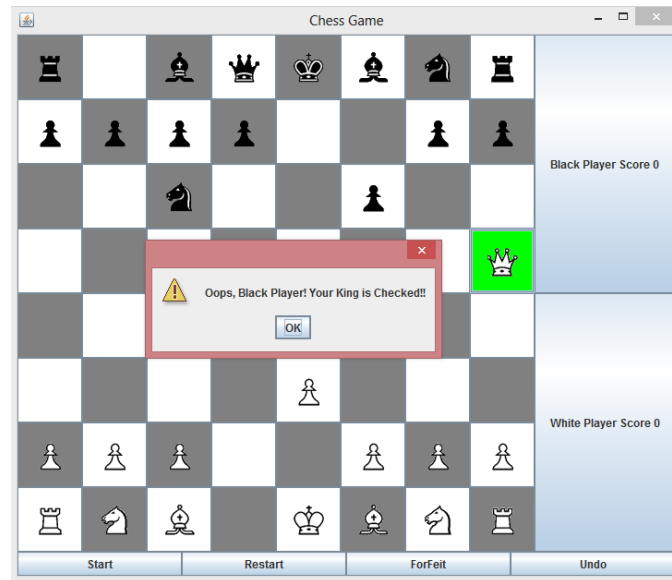 Chess Game
Black Player Score 0
Oops, Black Player! Your King is Checked!!
OK
White Player Score 0
Start
Restart
ForFeit
Undo